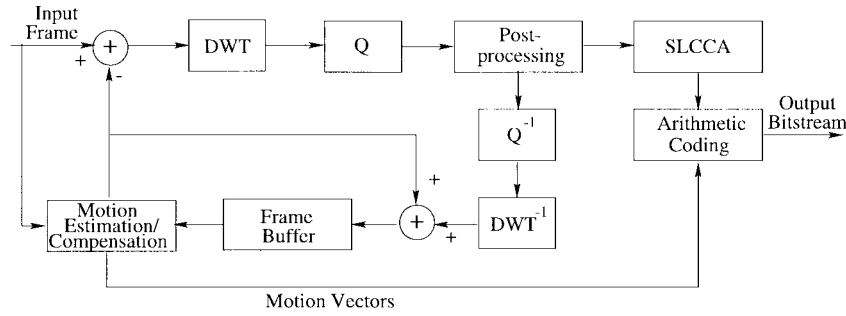 Input
Frame
+
+
-
DWT
Q
Post-
processing
SLCCA
Q-1
Arithmetic
Coding
Output
Bitstream
+
Motion
Estimation/
Compensation
Frame
Buffer
+
+
DWT-1
Motion Vectors